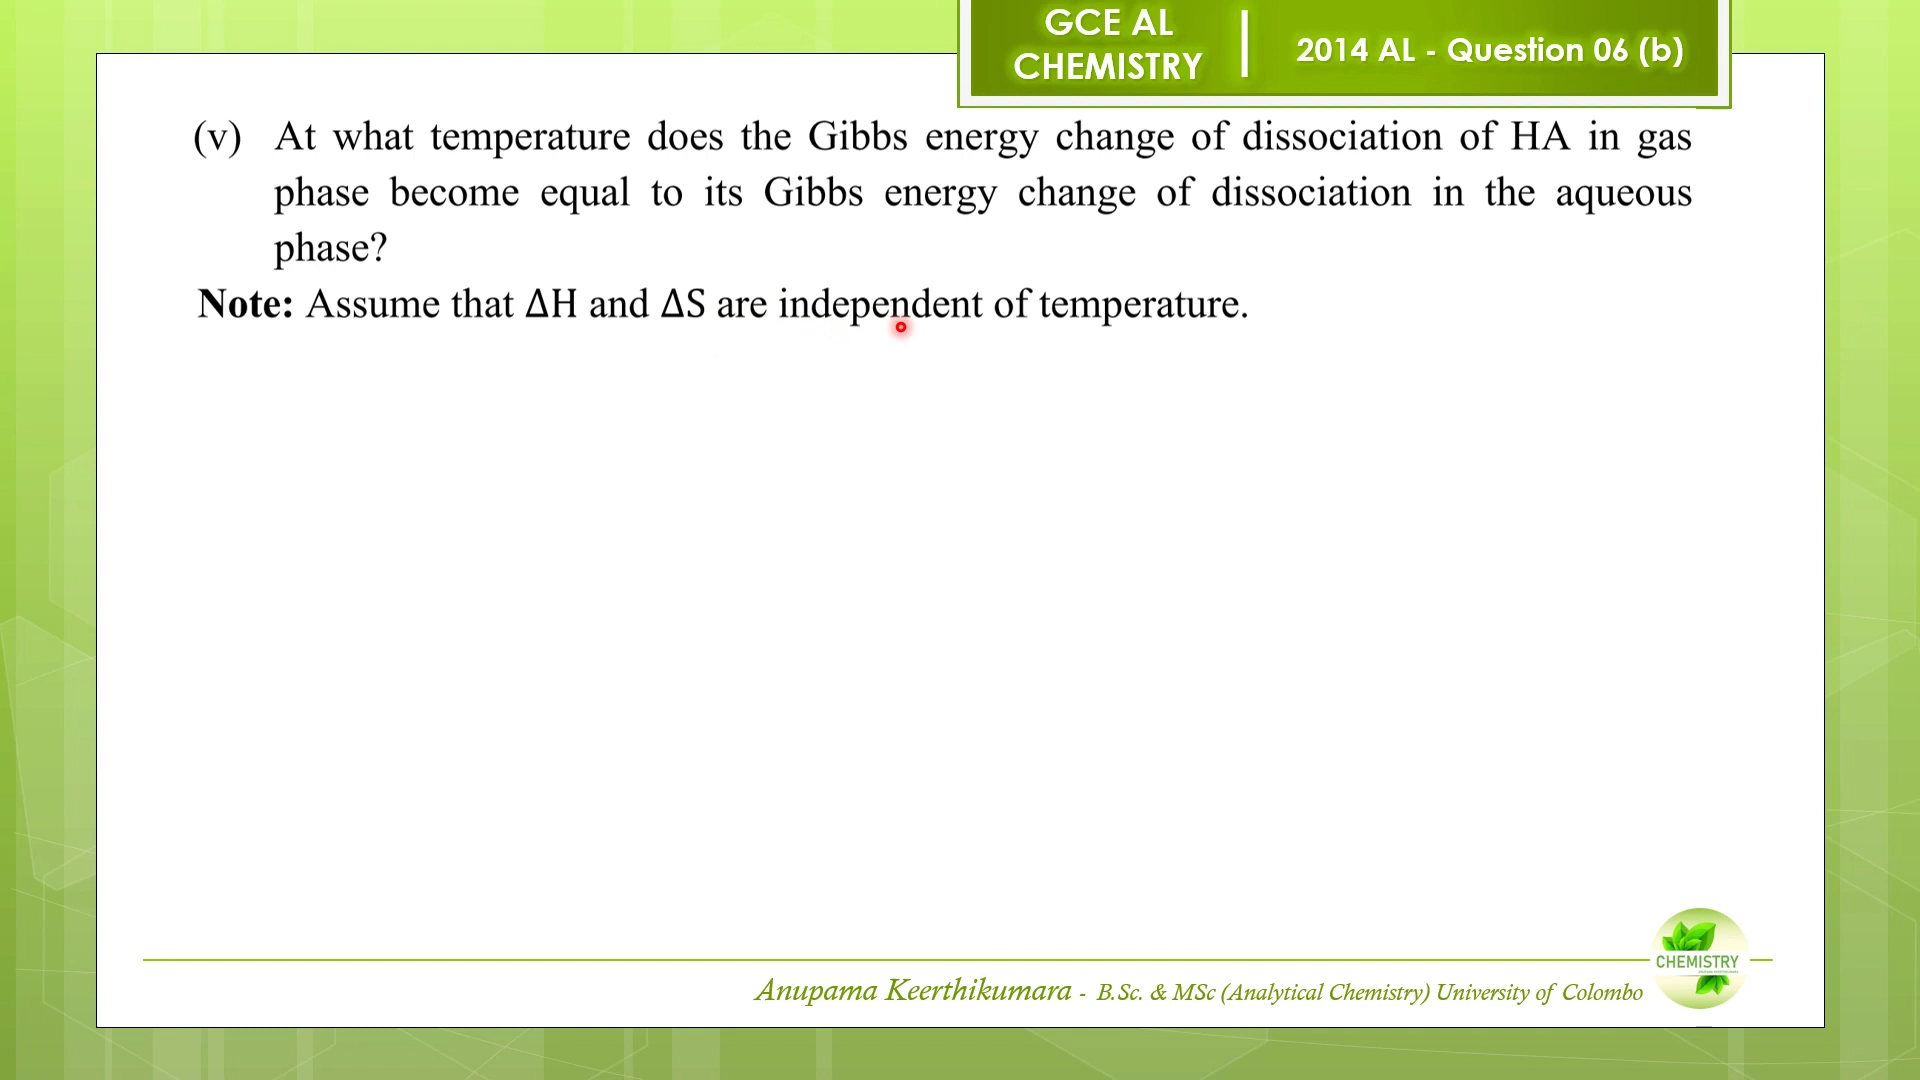 GCE AL
CHEMISTRY
2014 AL - Question 06 (b)
(v) At what temperature does the Gibbs energy change of dissociation of HA in gas
phase become equal to its Gibbs energy change of dissociation in the aqueous
phase?
Note: Assume that ΔH and ΔS are independent of temperature.
CHEMISTRY
Anupama Keerthikumara - B.Sc. & MSc (Analytical Chemistry) University of Colombo